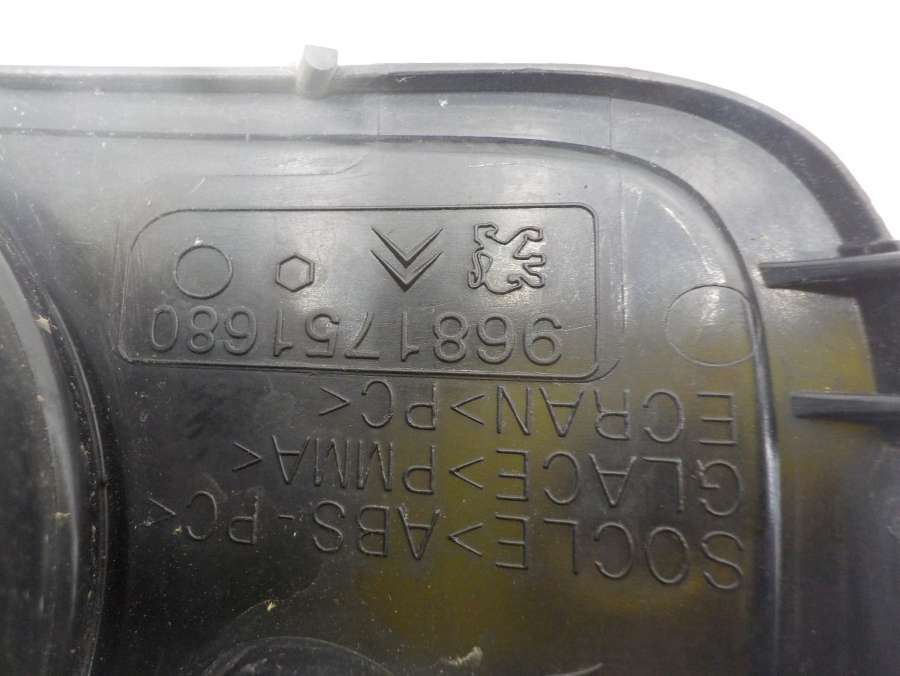 SOCLE>ABS-PC<
GLACE>PMMA<
ECRAN>PC<
9681751680